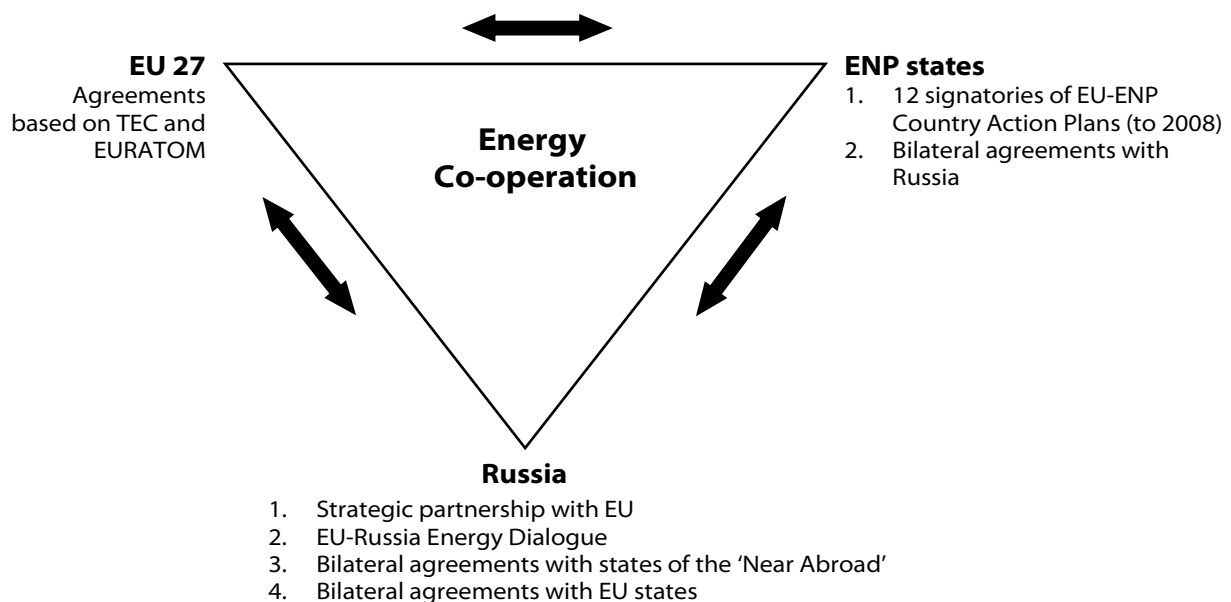 EU 27
Agreements
based on TEC and
EURATOM
Energy
Co-operation
ENP states
1. 12 signatories of EU-ENP
Country Action Plans (to 2008)
2. Bilateral agreements with
Russia
Russia
1. Strategic partnership with EU
2. EU-Russia Energy Dialogue
3. Bilateral agreements with states of the ‘Near Abroad’
4. Bilateral agreements with EU states